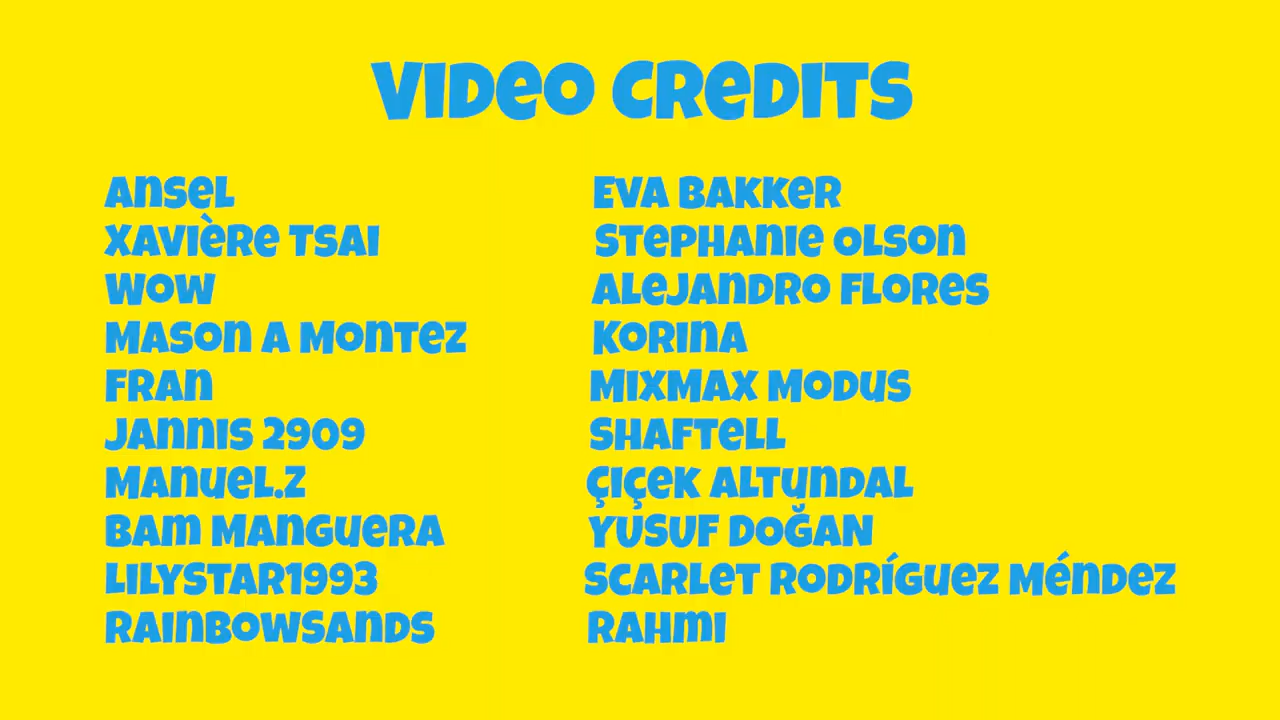 Video Credits
Ansel
Xavière Tsai
Wow
Mason A Montez
Fran
Jannis 2909
Manuel.Z
Bam Manguera
Lilystar1993
Rainbowsands
Eva Bakker
Stephanie Olson
Alejandro Flores
Korina
Mixmax Modus
Shaftell
Çiçek Altundal
Yusuf Doğan
Scarlet Rodríguez Méndez
Rahmi